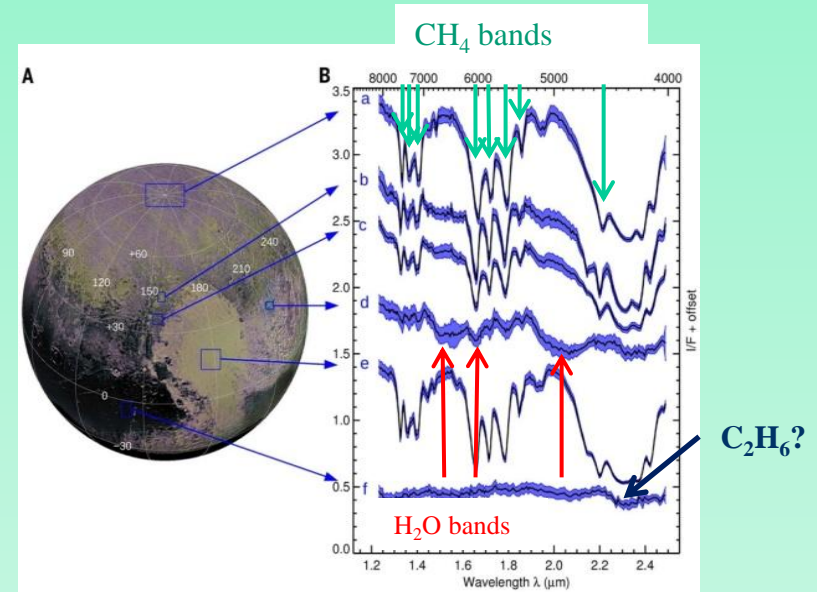 CH₄ bands
A
B
8000 7000 6000 5000 4000
3.5
3.0
2.5
2.0
1.5
1.0
0.5
0.0
a
b
c
d
e
f
90
+60
240
120
150
180
210
+30
0
−30
I/F + offset
C₂H₆?
H₂O bands
1.2 1.4 1.6 1.8 2.0 2.2 2.4
Wavelength λ (μm)